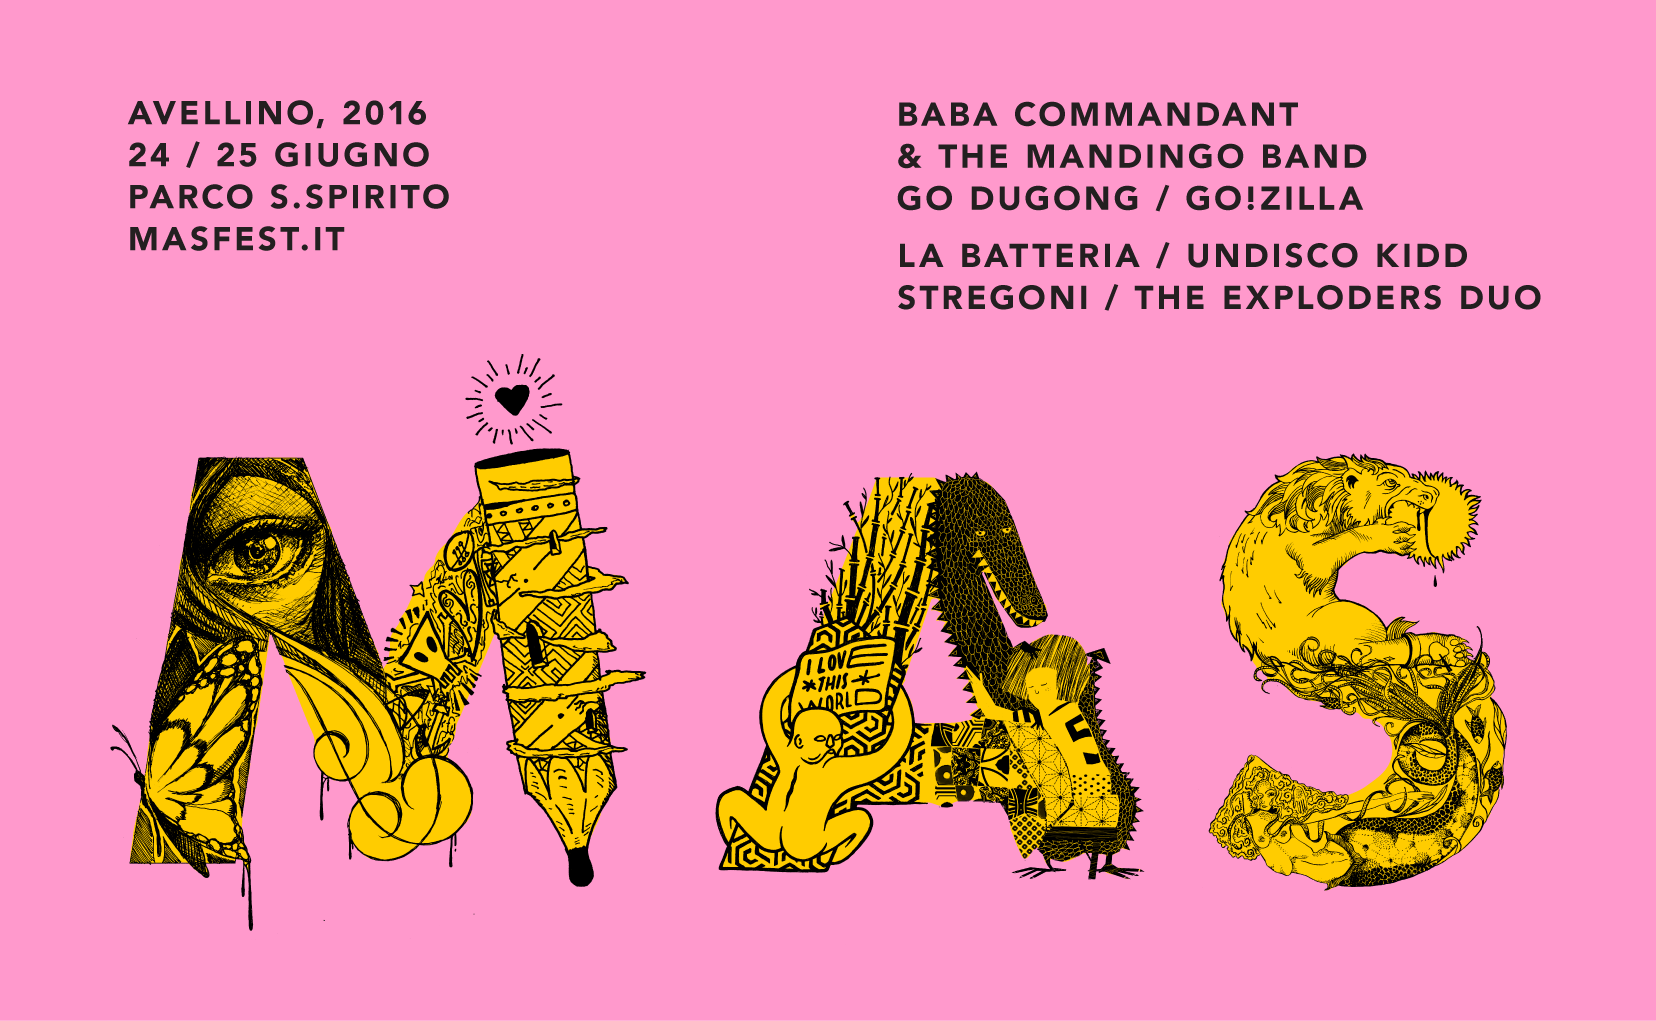 AVELLINO, 2016
24 / 25 GIUGNO
PARCO S.SPIRITO
MASFEST.IT
BABA COMMANDANT
& THE MANDINGO BAND
GO DUGONG / GO!ZILLA
LA BATTERIA / UNDISCO KIDD
STREGONI / THE EXPLODERS DUO
MAS
I LOVE
*THIS*
WORLD